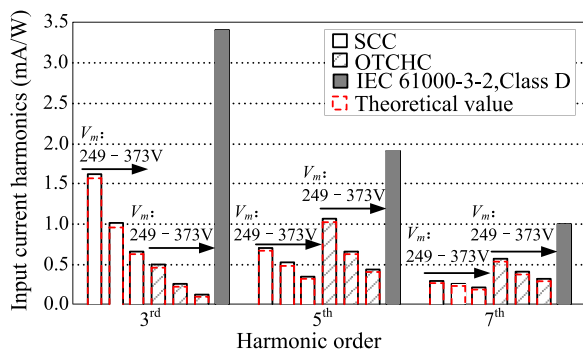 Input current harmonics (mA/W)
3.5
3.0
2.5
2.0
1.5
1.0
0.5
0.0
SCC
OTCHC
IEC 61000-3-2,Class D
Theoretical value
Vm:
249－373V
Vm:
249－373V
Vm:
249－373V
Vm:
249－373V
Vm:
249－373V
Vm:
249－373V
3rd
5th
7th
Harmonic order